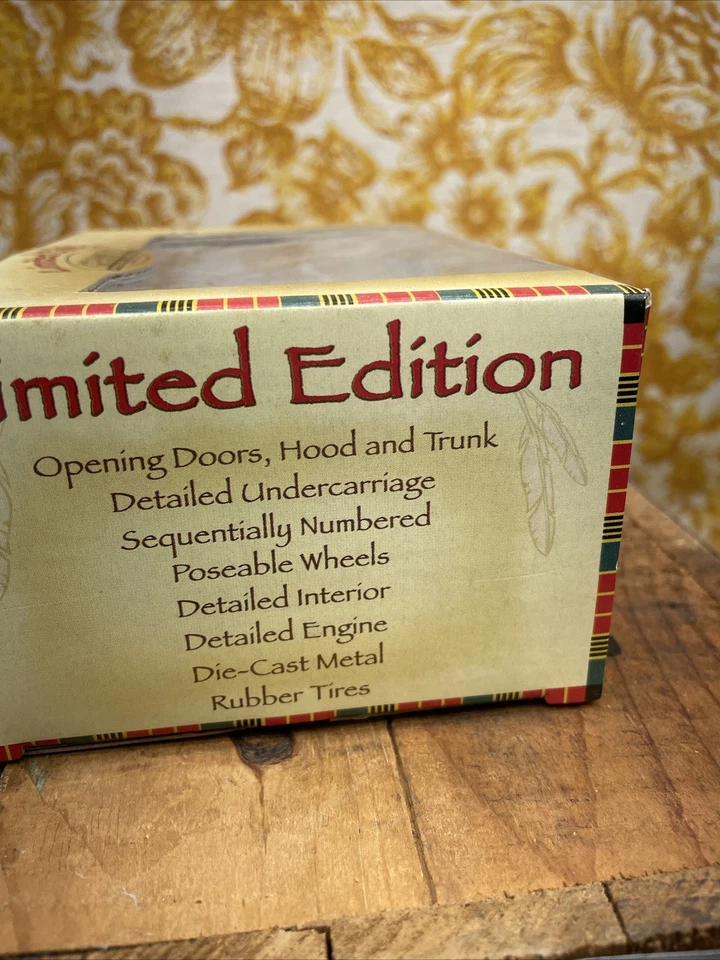 imited Edition
Opening Doors, Hood and Trunk
Detailed Undercarriage
Sequentially Numbered
Poseable Wheels
Detailed Interior
Detailed Engine
Die-Cast Metal
Rubber Tires